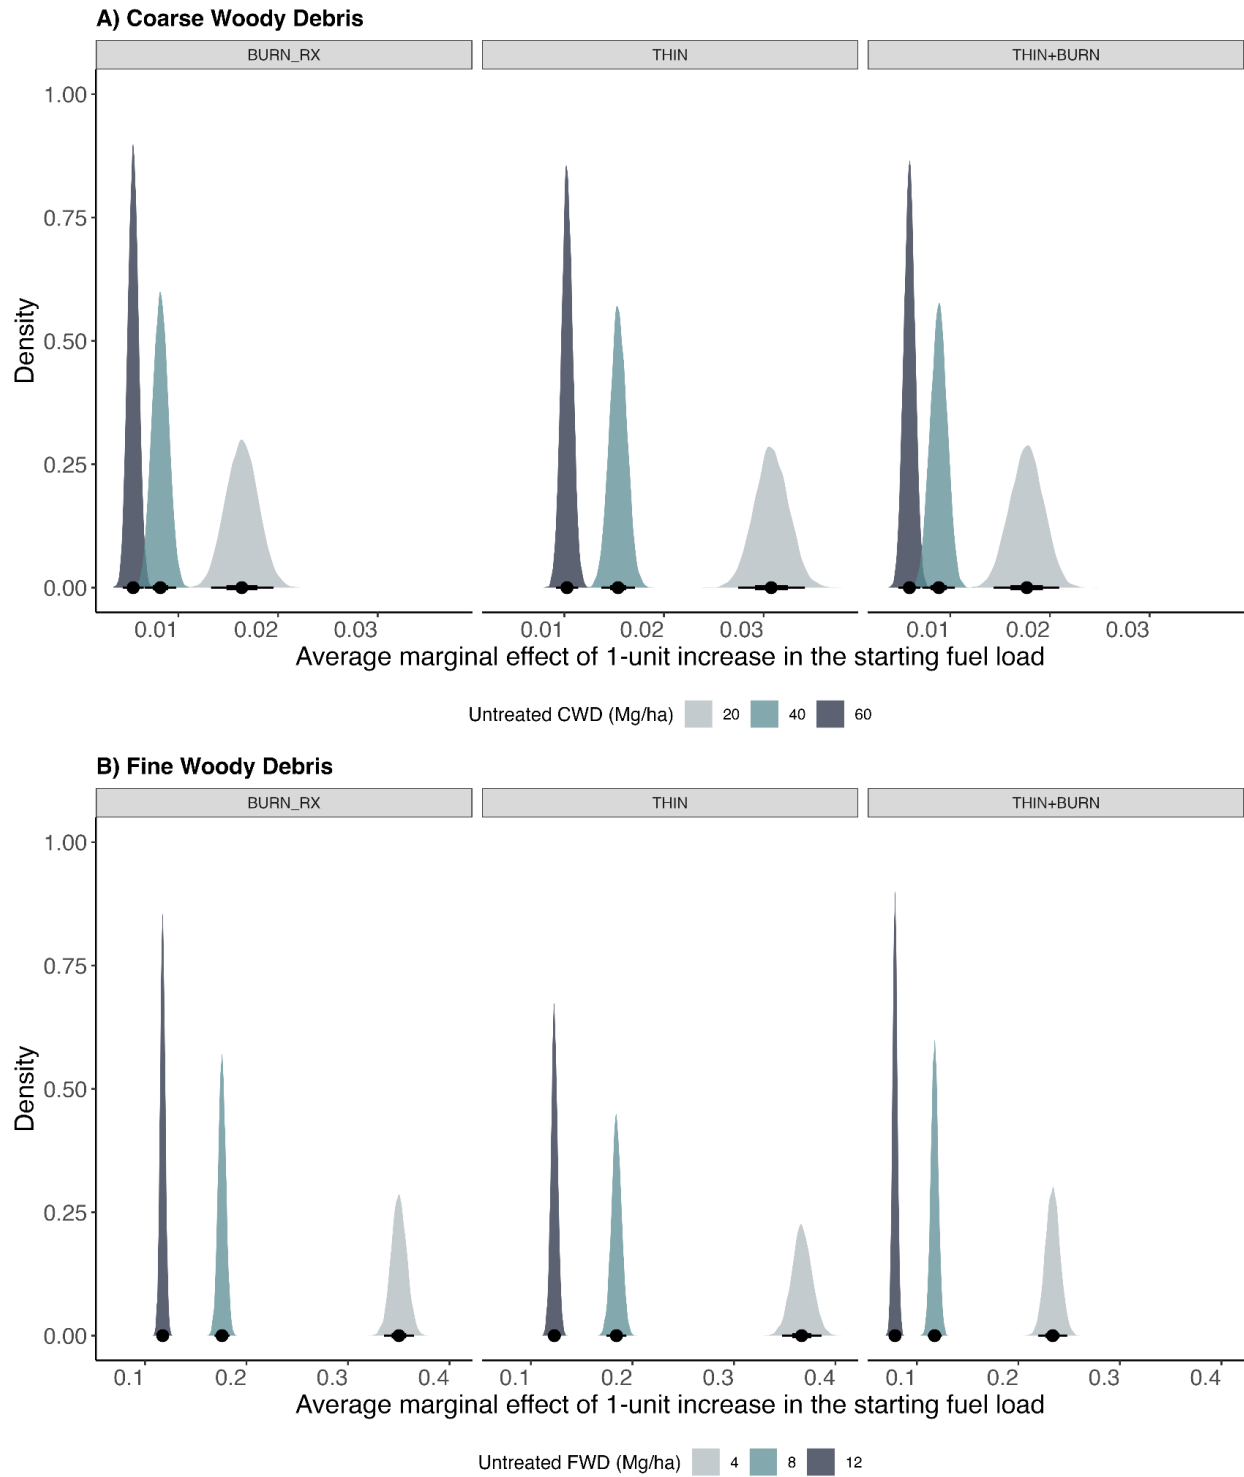 A) Coarse Woody Debris
BURN_RX THIN THIN+BURN
1.00
0.75
0.50
0.25
0.00
Density
0.01 0.02 0.03 0.01 0.02 0.03 0.01 0.02 0.03
Average marginal effect of 1-unit increase in the starting fuel load
Untreated CWD (Mg/ha) 20 40 60
B) Fine Woody Debris
BURN_RX THIN THIN+BURN
1.00
0.75
0.50
0.25
0.00
Density
0.1 0.2 0.3 0.4 0.1 0.2 0.3 0.4 0.1 0.2 0.3 0.4
Average marginal effect of 1-unit increase in the starting fuel load
Untreated FWD (Mg/ha) 4 8 12